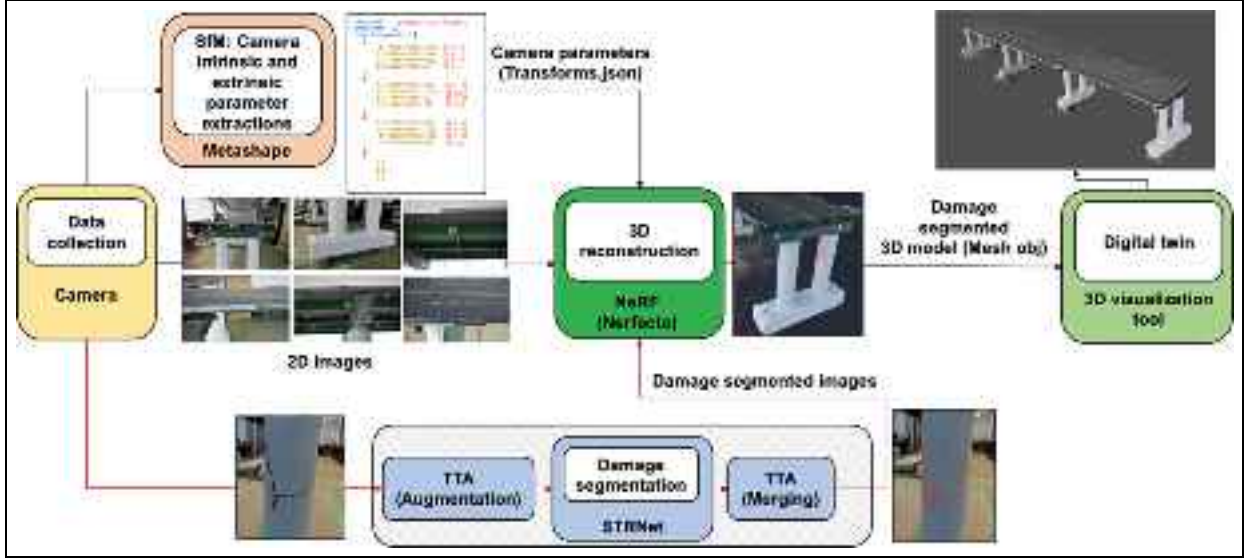 SfM: Camera
intrinsic and
extrinsic
parameter
extractions
Metashape
Camera parameters
(Transforms.json)
Data
collection
Camera
2D images
3D
reconstruction
NeRF
(Nerfacto)
Damage
segmented
3D model (Mesh obj)
Digital twin
3D visualization
tool
Damage segmented images
TTA
(Augmentation)
Damage
segmentation
STRNet
TTA
(Merging)